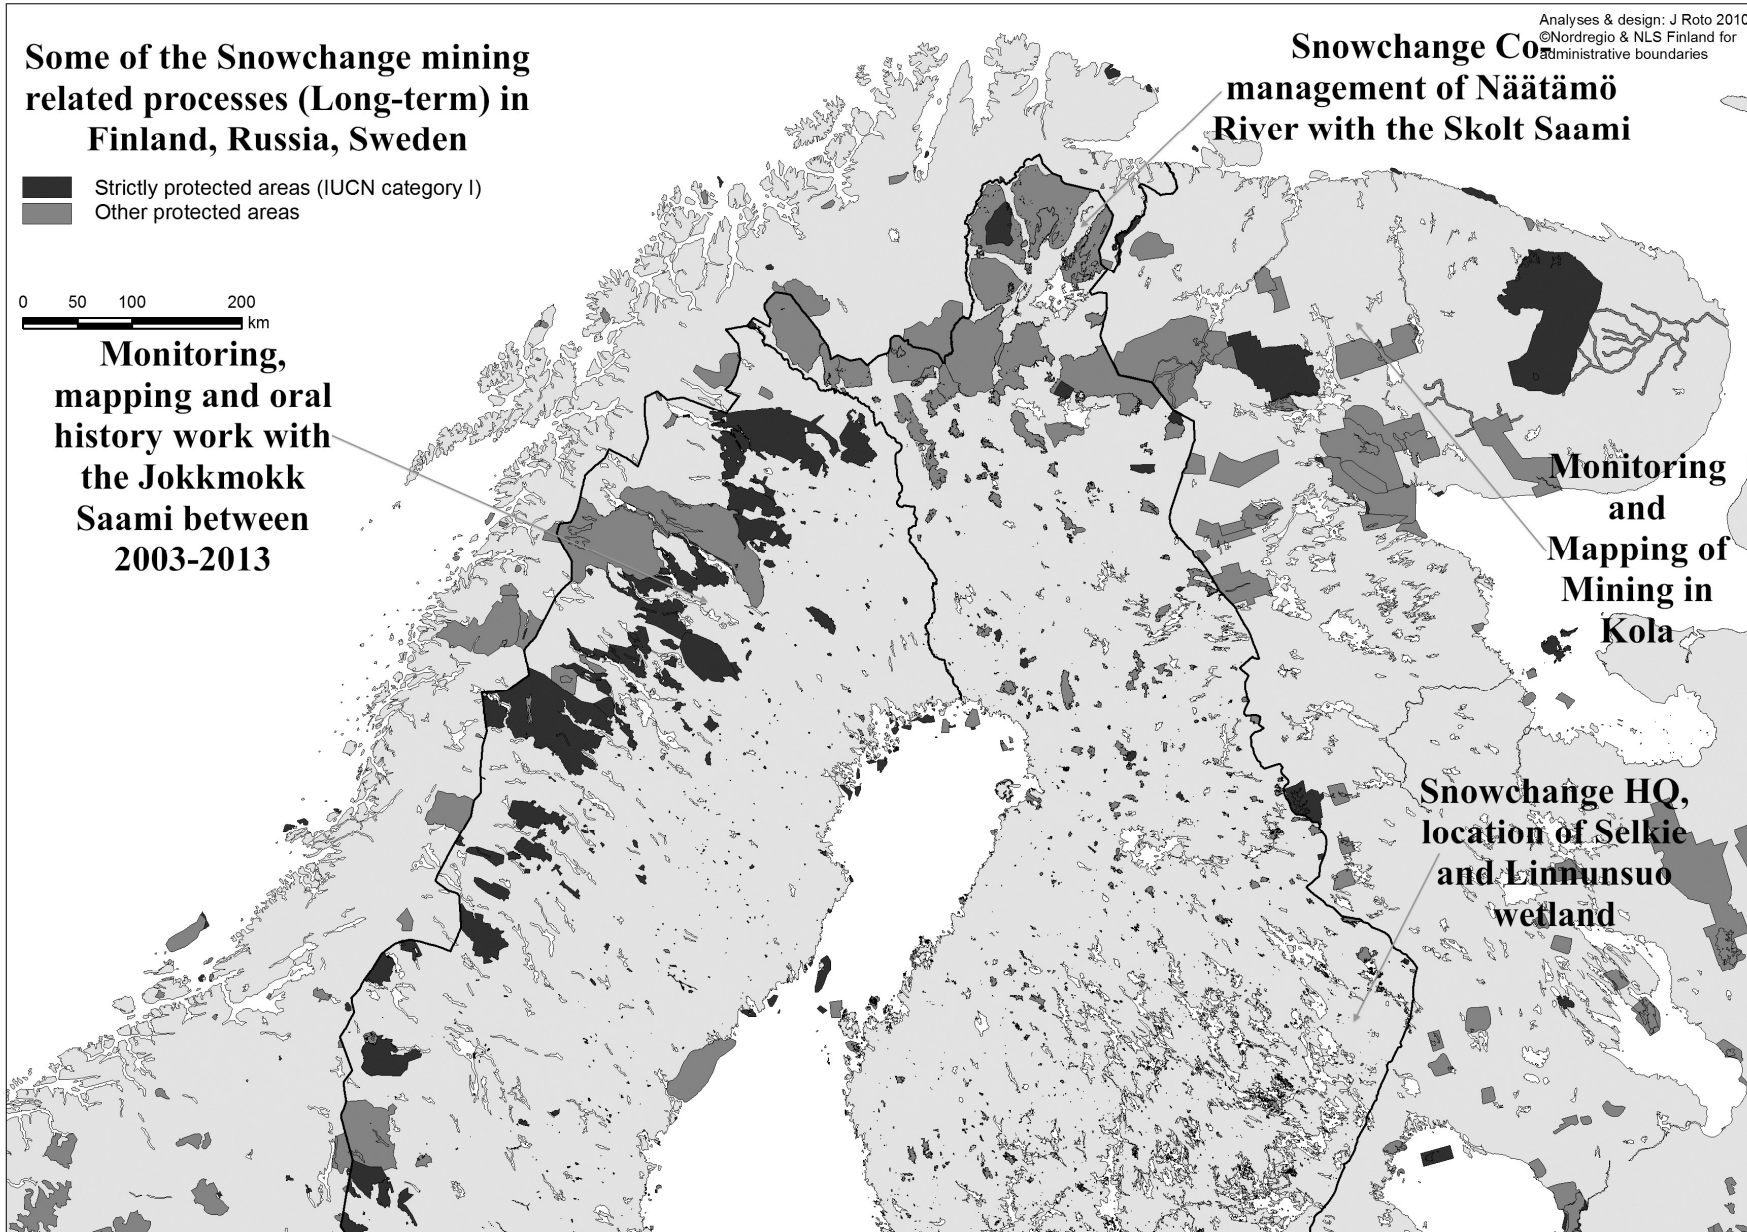 Some of the Snowchange mining
related processes (Long-term) in
Finland, Russia, Sweden
Strictly protected areas (IUCN category I)
Other protected areas
0 50 100 200
km
Monitoring,
mapping and oral
history work with
the Jokkmokk
Saami between
2003-2013
Analyses & design: J Roto 2010
©Nordregio & NLS Finland for
administrative boundaries
Snowchange Co-
management of Näätämö
River with the Skolt Saami
Monitoring
and
Mapping of
Mining in
Kola
Snowchange HQ,
location of Selkie
and Linnunsuo
wetland